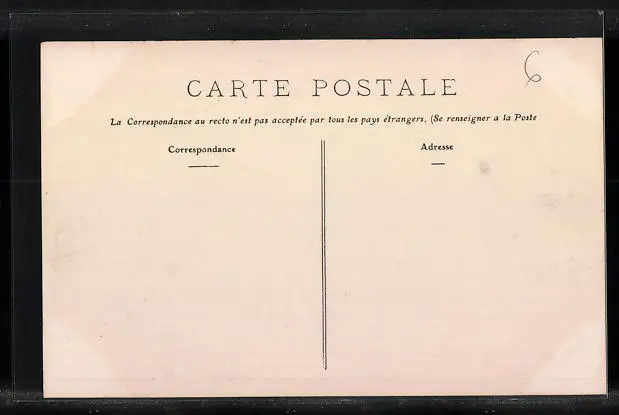 6
CARTE POSTALE
La Correspondance au recto n'est pas acceptée par tous les pays étrangers, (Se renseigner a la Poste
Correspondance
Adresse